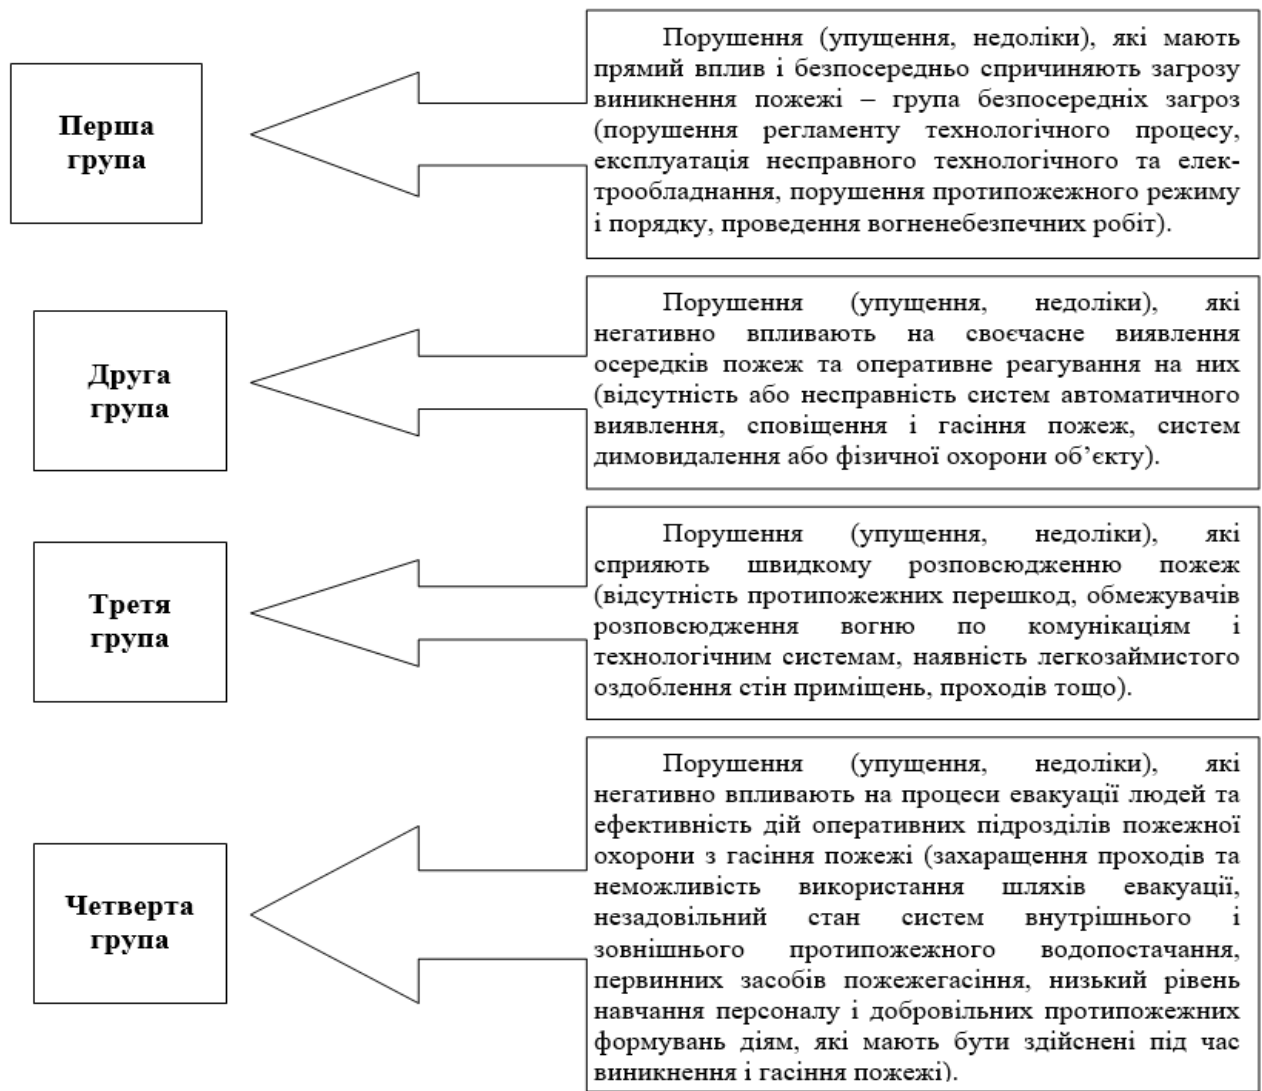 Перша
група
Порушення (упущення, недоліки), які мають
прямий вплив і безпосередньо спричиняють загрозу
виникнення пожежі – група безпосередніх загроз
(порушення регламенту технологічного процесу,
експлуатація несправного технологічного та елек-
трообладнання, порушення протипожежного режиму
і порядку, проведення вогненебезпечних робіт).
Друга
група
Порушення (упущення, недоліки), які
негативно впливають на своєчасне виявлення
осередків пожеж та оперативне реагування на них
(відсутність або несправність систем автоматичного
виявлення, сповіщення і гасіння пожеж, систем
димовидалення або фізичної охорони об’єкту).
Третя
група
Порушення (упущення, недоліки), які
сприяють швидкому розповсюдженню пожеж
(відсутність протипожежних перешкод, обмежувачів
розповсюдження вогню по комунікаціям і
технологічним системам, наявність легкозаймистого
оздоблення стін приміщень, проходів тощо).
Четверта
група
Порушення (упущення, недоліки), які
негативно впливають на процеси евакуації людей та
ефективність дій оперативних підрозділів пожежної
охорони з гасіння пожежі (захаращення проходів та
неможливість використання шляхів евакуації,
незадовільний стан систем внутрішнього і
зовнішнього протипожежного водопостачання,
первинних засобів пожежегасіння, низький рівень
навчання персоналу і добровільних протипожежних
формувань діям, які мають бути здійснені під час
виникнення і гасіння пожежі).